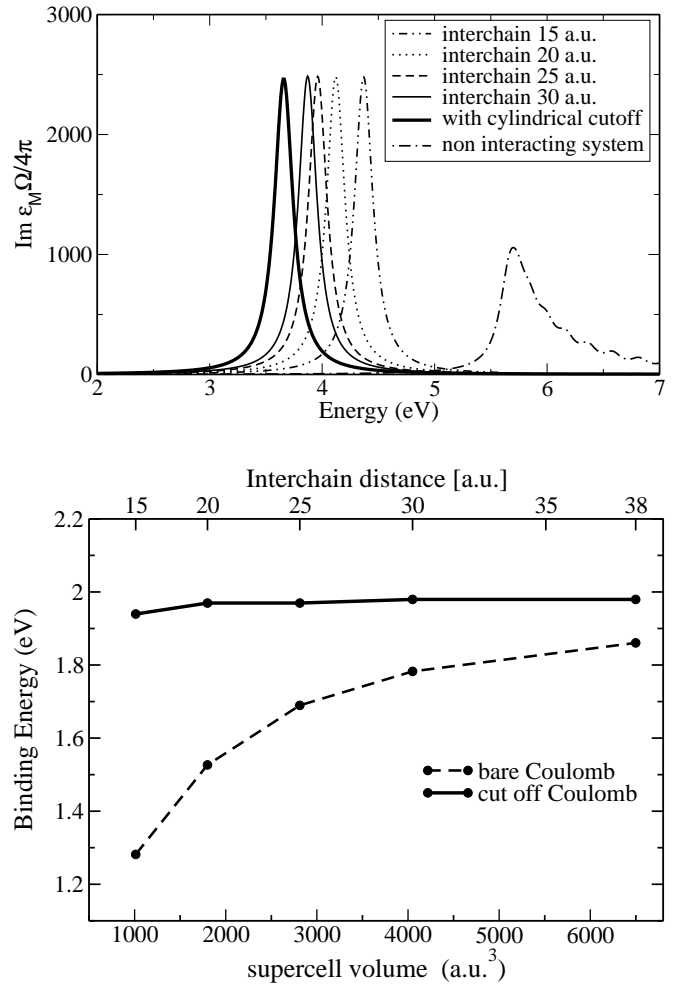 3000
2000
1000
0
Im ε_M Ω/4π
interchain 15 a.u.
interchain 20 a.u.
interchain 25 a.u.
interchain 30 a.u.
with cylindrical cutoff
non interacting system
2 3 4 5 6 7
Energy (eV)
Interchain distance [a.u.]
15 20 25 30 35 38
2.2
2
1.8
1.6
1.4
1.2
Binding Energy (eV)
bare Coulomb
cut off Coulomb
1000 2000 3000 4000 5000 6000
supercell volume (a.u.³)